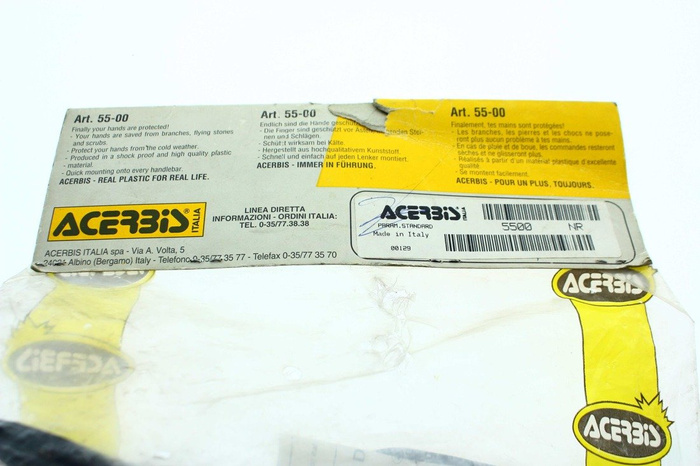 Art. 55-00
Finally your hands are protected!
- Your hands are saved from branches, flying stones
and scrubs.
- Protect your hands from the cold weather.
- Produced in a shock proof and high quality plastic
- material.
- Quick mounting onto every handlebar.
ACERBIS - REAL PLASTIC FOR REAL LIFE.
Art. 55-00
Endlich sind die Hände geschüt
- Die Finger sind geschützt vor Äste enden Stei-
nen und Schlägen.
- Schützt wirksam bei Kälte.
- Hergestellt aus hochqualitativem Kunststoff.
- Schnell und einfach auf jeden Lenker montiert.
ACERBIS - IMMER IN FÜHRUNG.
Art. 55-00
Finalement, tes mains sont protégées!
- Les branches, les pierres et les chocs ne pose-
ront plus aucun problème à tes mains.
- En cas de pluie et de boue, les commandes resteront
sèches et ne glisseront plus.
- Réalisés à partir d'un material plastique d'excellente
qualité
- Se montent facilement.
ACERBIS - POUR UN PLUS, TOUJOURS.
ACERBIS ITALIA
LINEA DIRETTA
INFORMAZIONI - ORDINI ITALIA:
TEL. 0-35/77.38.38
ACERBIS ITALIA spa - Via A. Volta, 5
24021 Albino (Bergamo) Italy - Telefono 0-35/77 35 77 - Telefax 0-35/77 35 70
ACERBIS ITALIA
PARAM.STANDARD
Made in Italy
00129
5500 NR
ACERBIS
ACERBIS